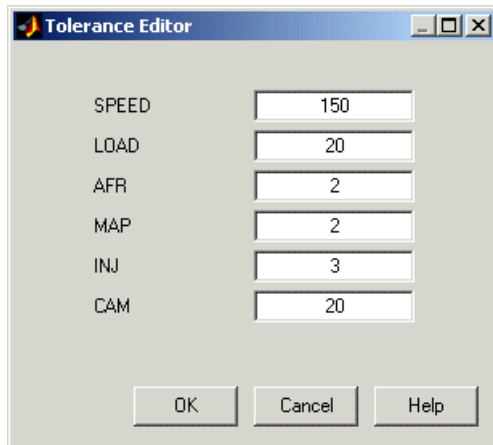 Tolerance Editor
SPEED 150
LOAD 20
AFR 2
MAP 2
INJ 3
CAM 20
OK Cancel Help